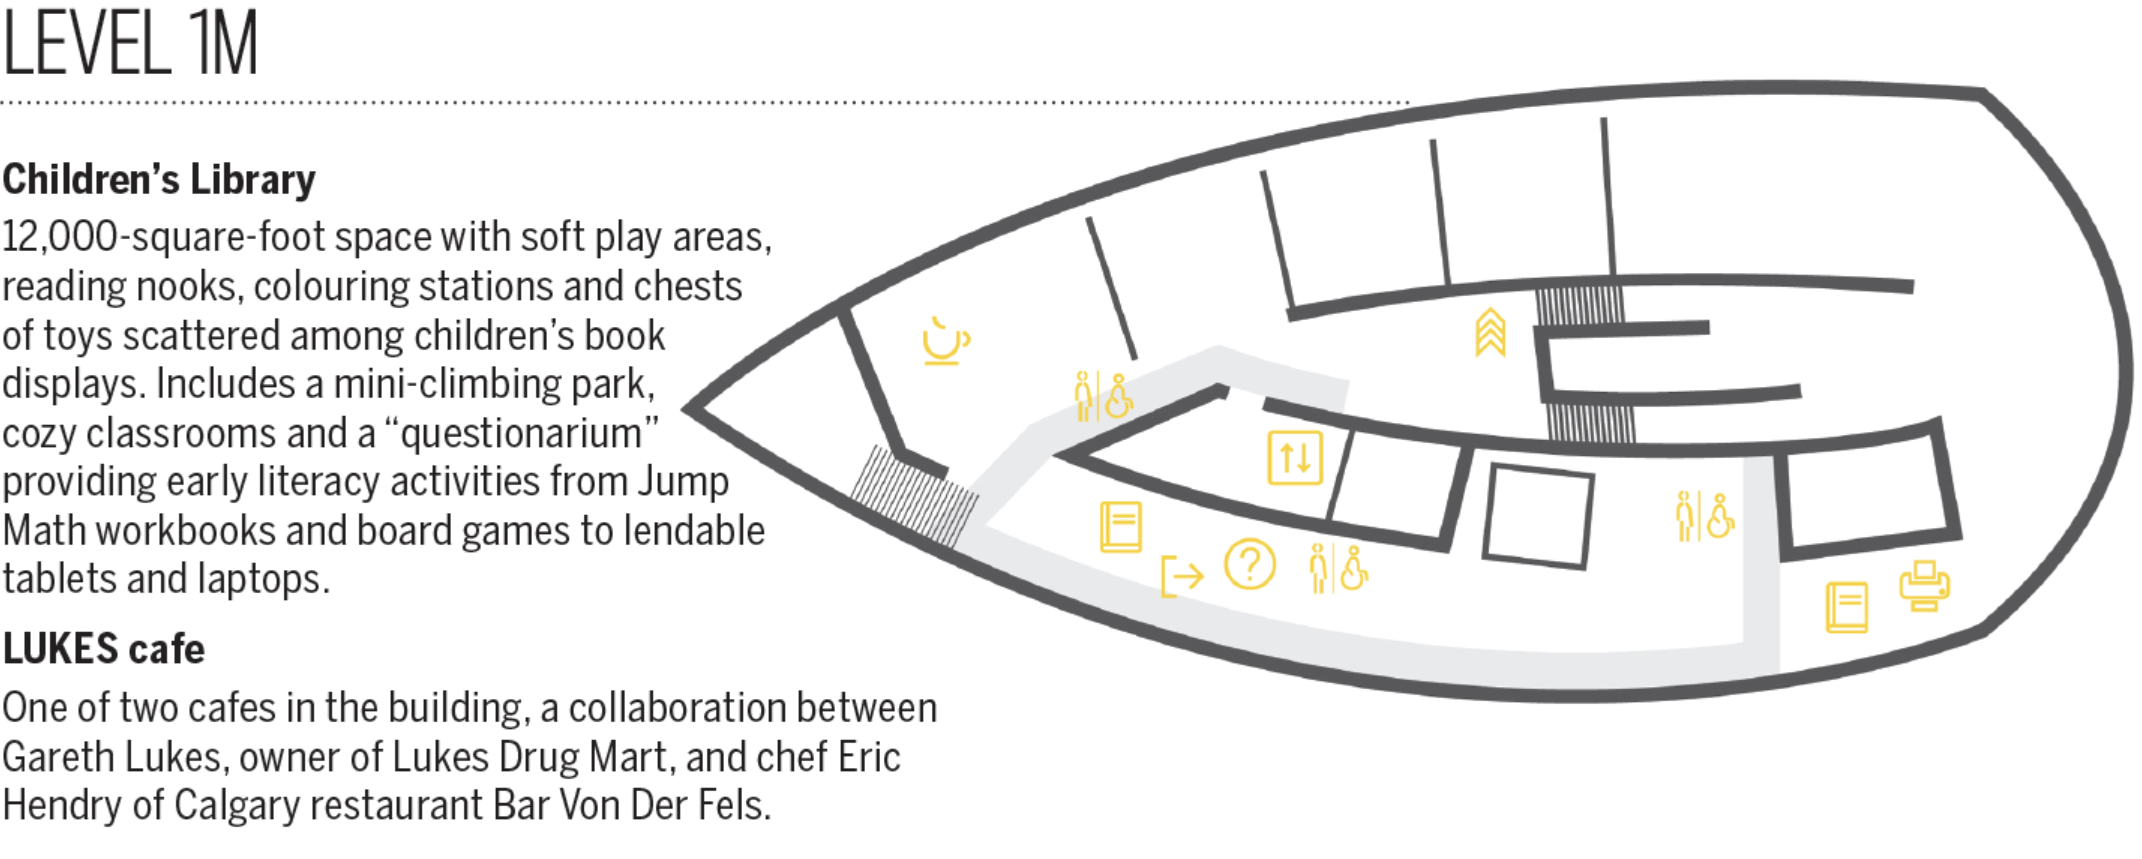 LEVEL 1M
Children’s Library
12,000-square-foot space with soft play areas,
reading nooks, colouring stations and chests
of toys scattered among children’s book
displays. Includes a mini-climbing park,
cozy classrooms and a “questionarium”
providing early literacy activities from Jump
Math workbooks and board games to lendable
tablets and laptops.
LUKES cafe
One of two cafes in the building, a collaboration between
Gareth Lukes, owner of Lukes Drug Mart, and chef Eric
Hendry of Calgary restaurant Bar Von Der Fels.
?